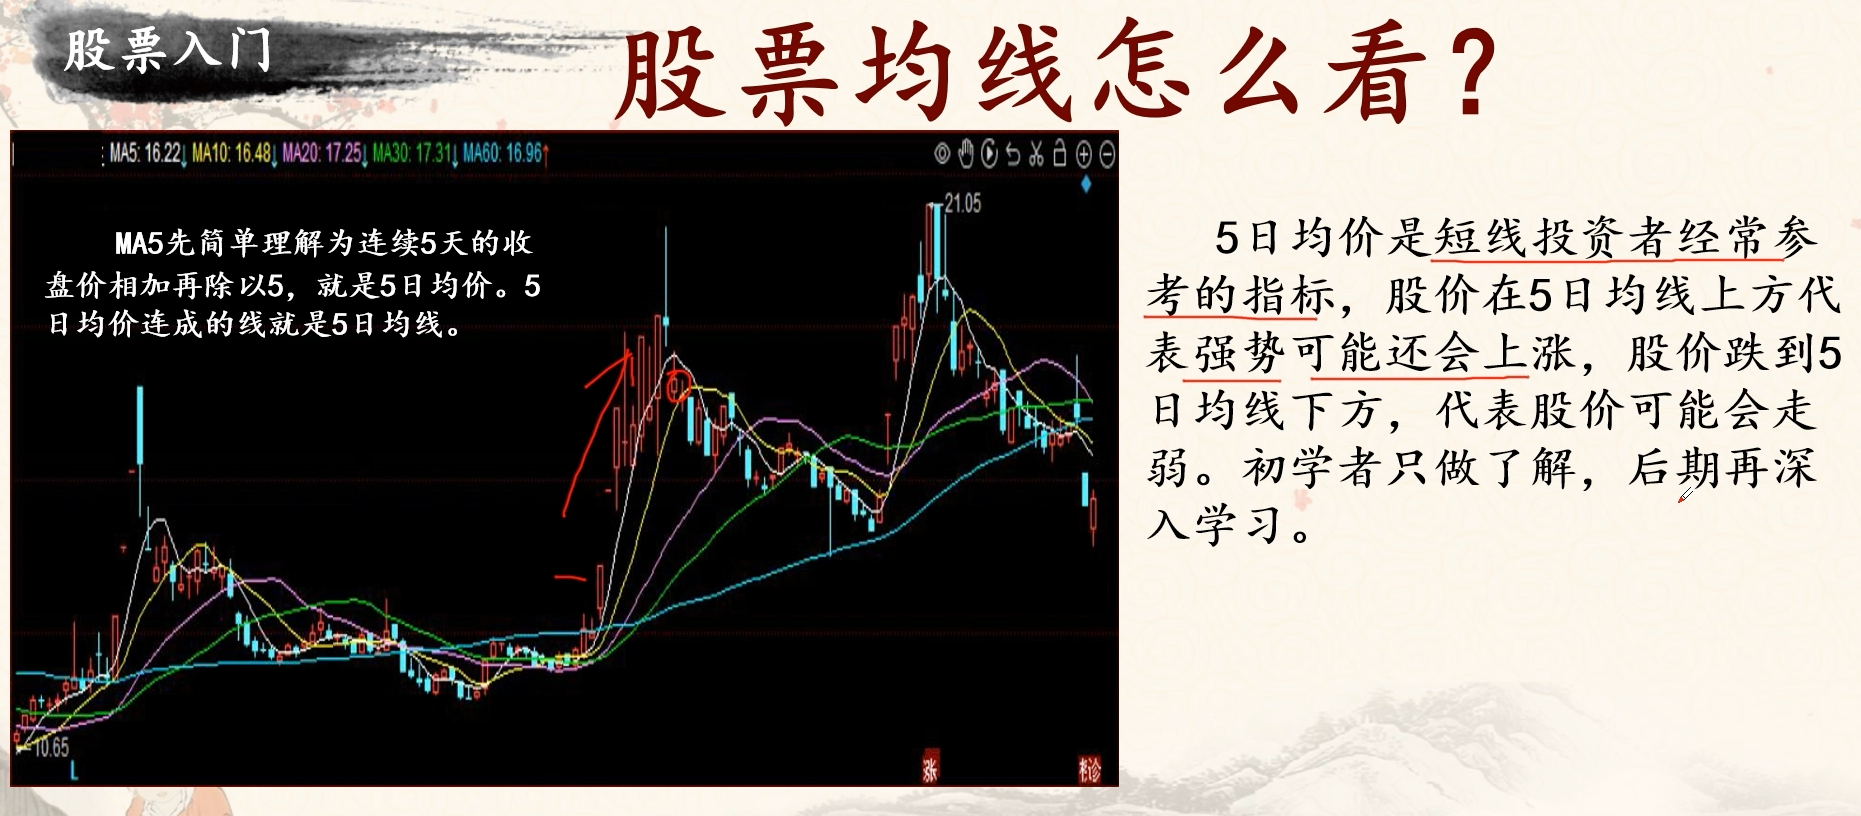 股票入门
股票均线怎么看？
MA5: 16.22↓ MA10: 16.48↓ MA20: 17.25↓ MA30: 17.31↓ MA60: 16.96↑
21.05
MA5先简单理解为连续5天的收
盘价相加再除以5，就是5日均价。5
日均价连成的线就是5日均线。
10.65
L
涨
诊
5日均价是短线投资者经常参
考的指标，股价在5日均线上方代
表强势可能还会上涨，股价跌到5
日均线下方，代表股价可能会走
弱。初学者只做了解，后期再深
入学习。